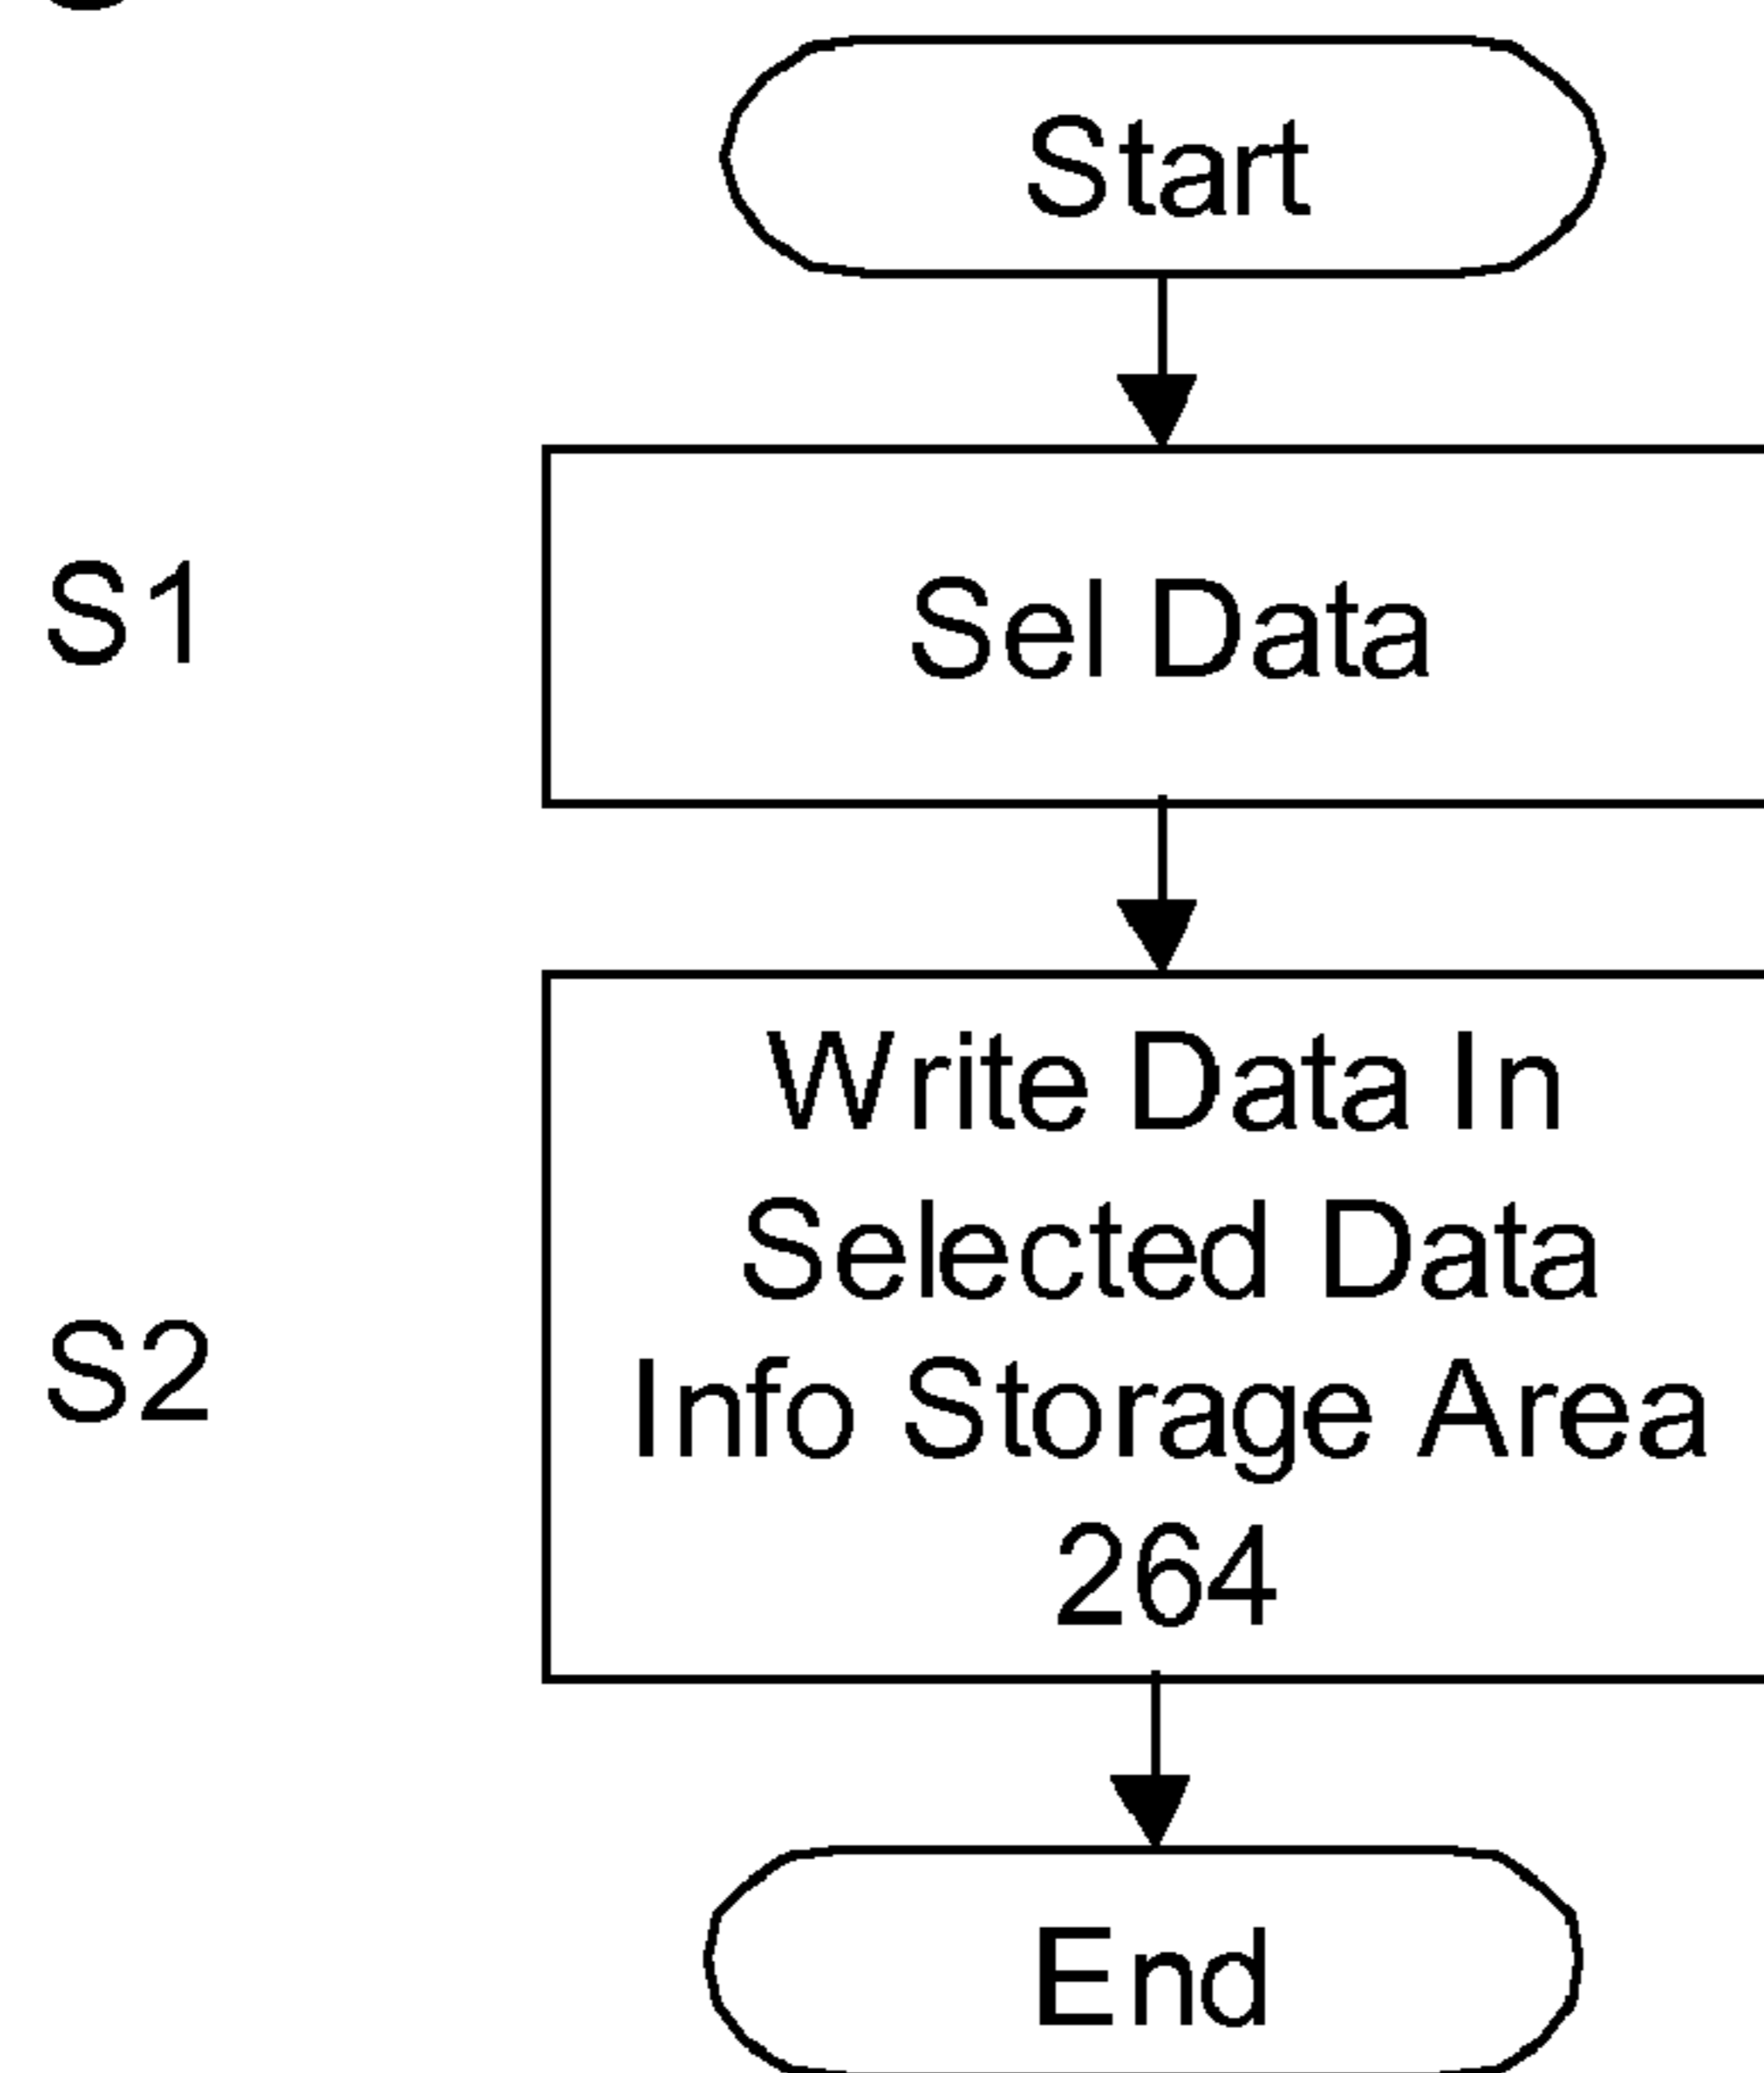 Start
S1
Sel Data
Write Data In
Selected Data
S2
Info Storage Area
264
End